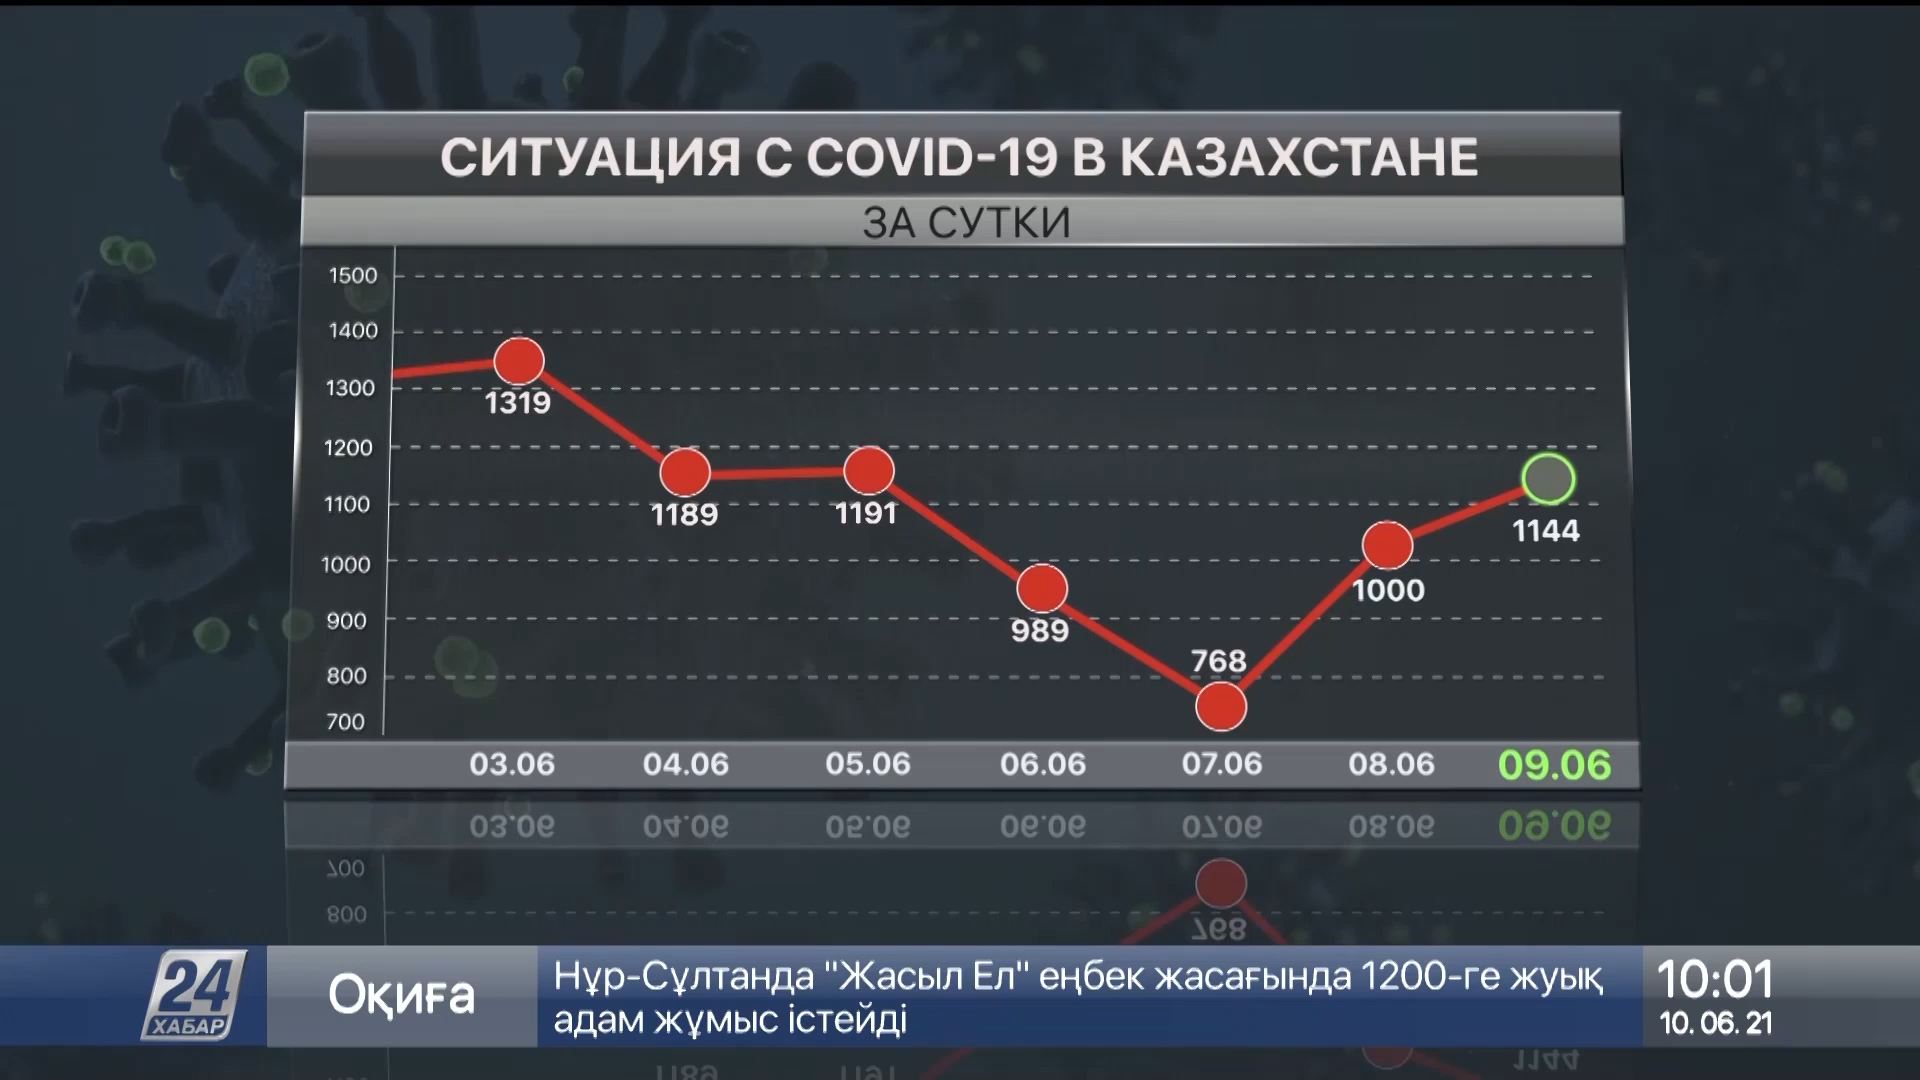 СИТУАЦИЯ С COVID-19 В КАЗАХСТАНЕ
ЗА СУТКИ
1500
1400
1300
1200
1100
1000
900
800
700
1319
1189
1191
989
768
1000
1144
03.06 04.06 05.06 06.06 07.06 08.06 09.06
24
ХАБАР
Оқиға
Нұр-Сұлтанда "Жасыл Ел" еңбек жасағында 1200-ге жуық
адам жұмыс істейді
10:01
10. 06. 21